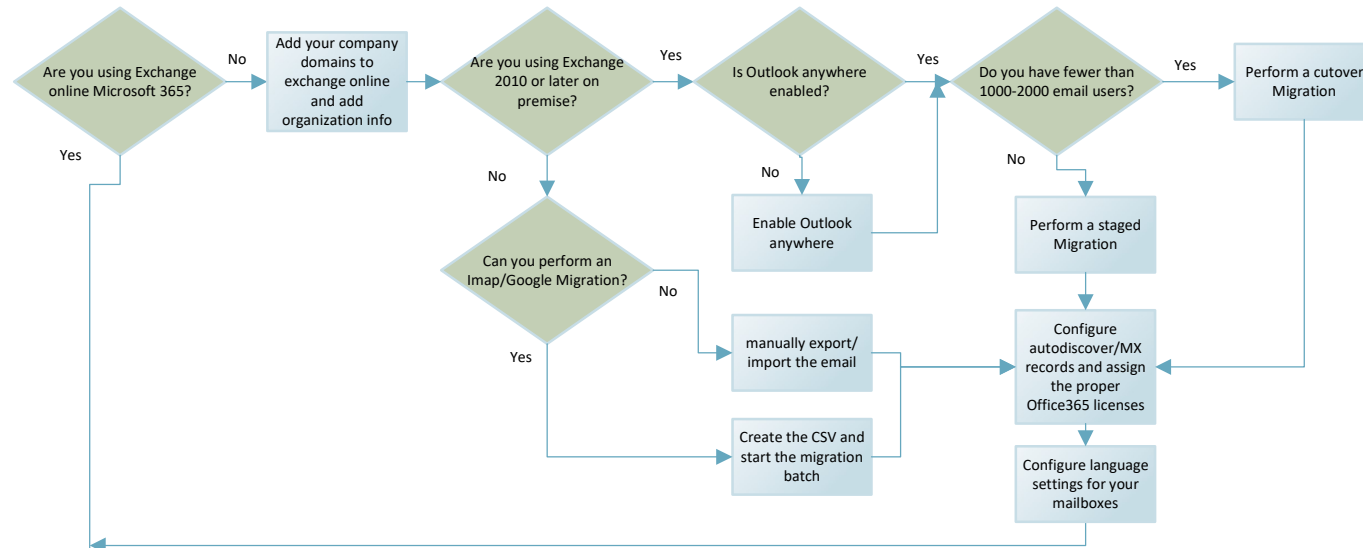 Are you using Exchange
online Microsoft 365?
No
Yes
Add your company
domains to
exchange online
and add
organization info
Are you using Exchange
2010 or later on
premise?
Yes
No
Is Outlook anywhere
enabled?
Yes
No
Do you have fewer than
1000-2000 email users?
Yes
No
Perform a cutover
Migration
Enable Outlook
anywhere
Perform a staged
Migration
Can you perform an
Imap/Google Migration?
No
Yes
manually export/
import the email
Create the CSV and
start the migration
batch
Configure
autodiscover/MX
records and assign
the proper
Office365 licenses
Configure language
settings for your
mailboxes